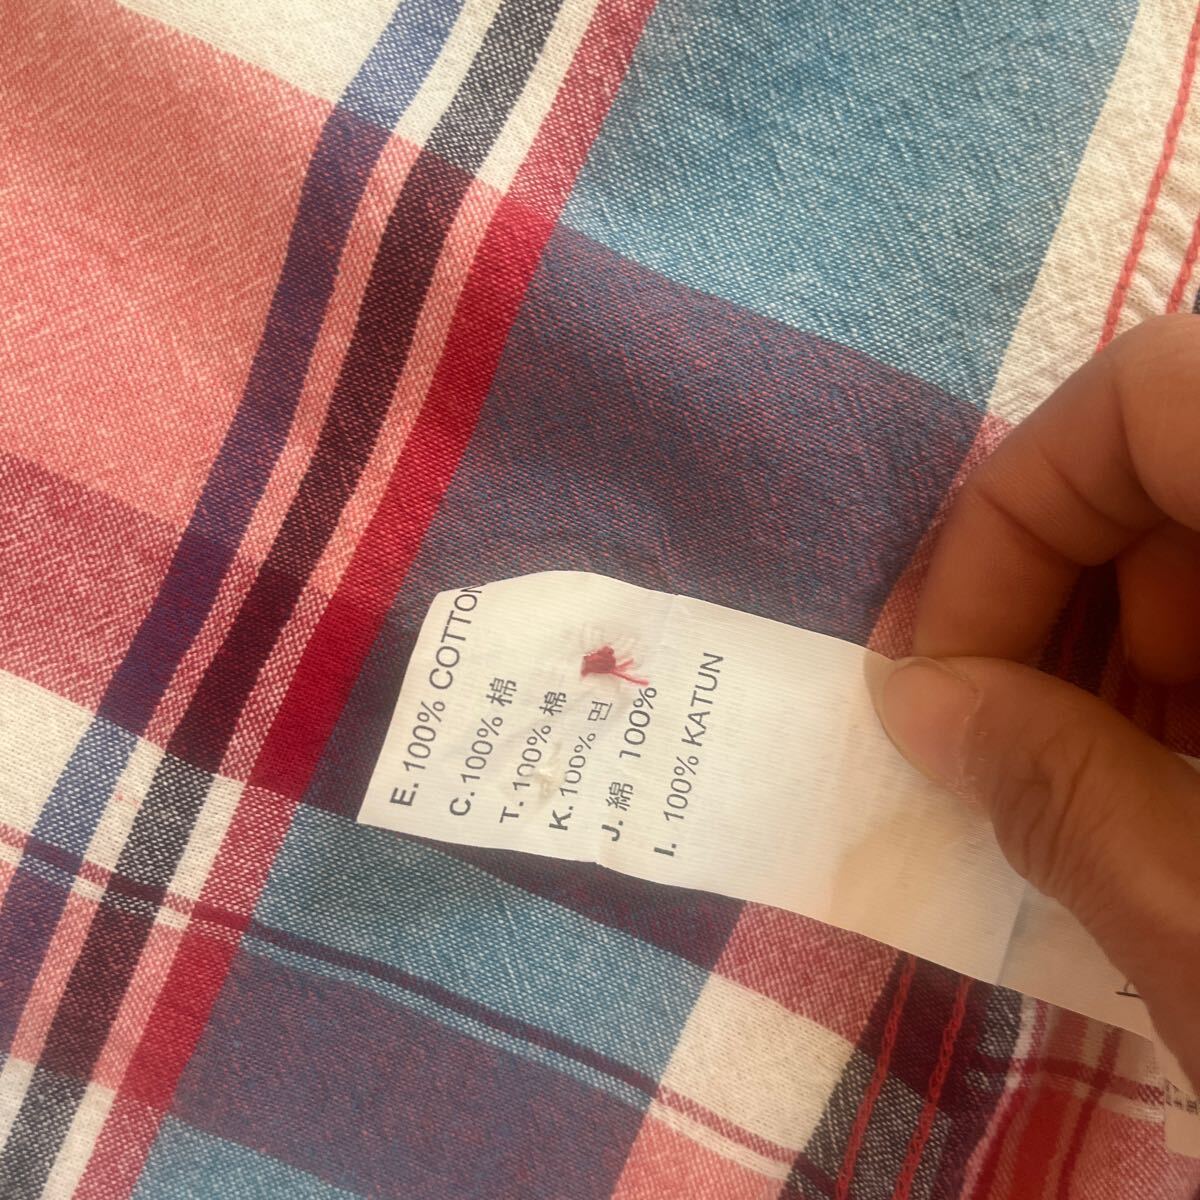 E. 100% COTTON
C. 100% 棉
T. 100% 棉
K. 100% 면
J. 綿 100%
I. 100% KATUN